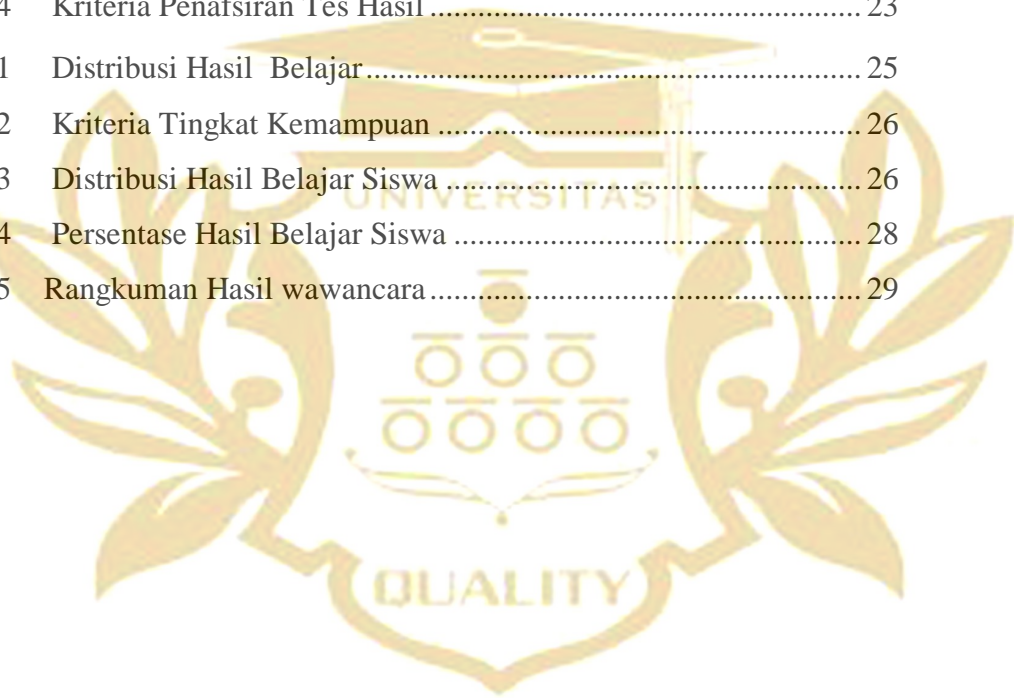 4 Kriteria Penafsiran Tes Hasil ........................................................ 23
1 Distribusi Hasil Belajar ................................................................ 25
2 Kriteria Tingkat Kemampuan ....................................................... 26
3 Distribusi Hasil Belajar Siswa ...................................................... 26
4 Persentase Hasil Belajar Siswa ..................................................... 28
5 Rangkuman Hasil wawancara ....................................................... 29
UNIVERSITAS
QUALITY